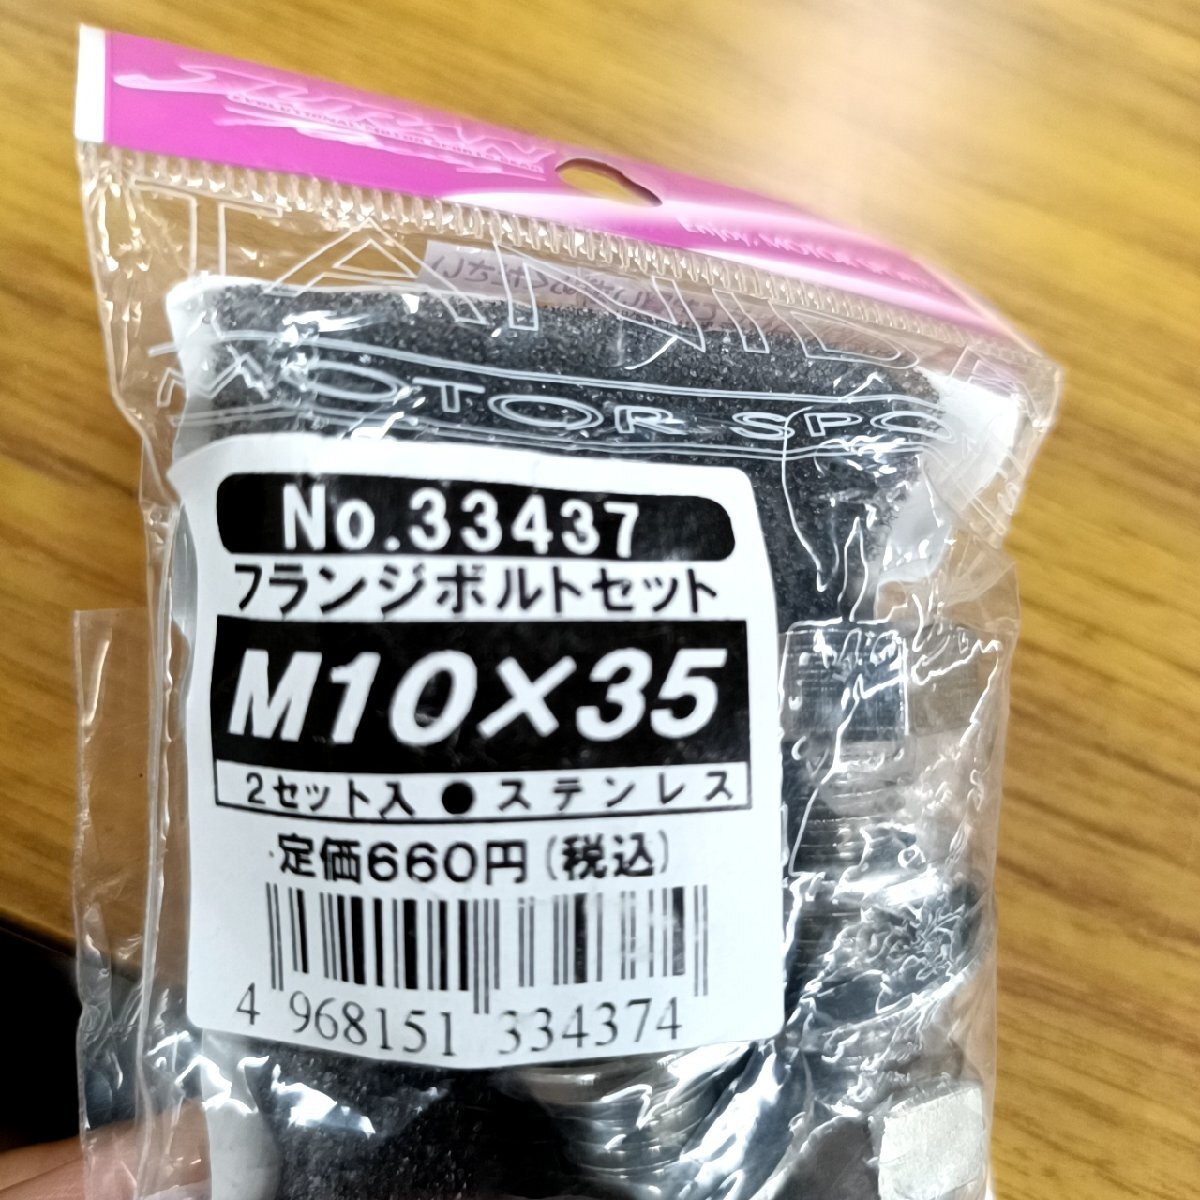 TANIDA
MOTOR SPO
No.33437
フランジボルトセット
M10×35
2セット入 ● ステンレス
定価660円(税込)
4 968151 334374